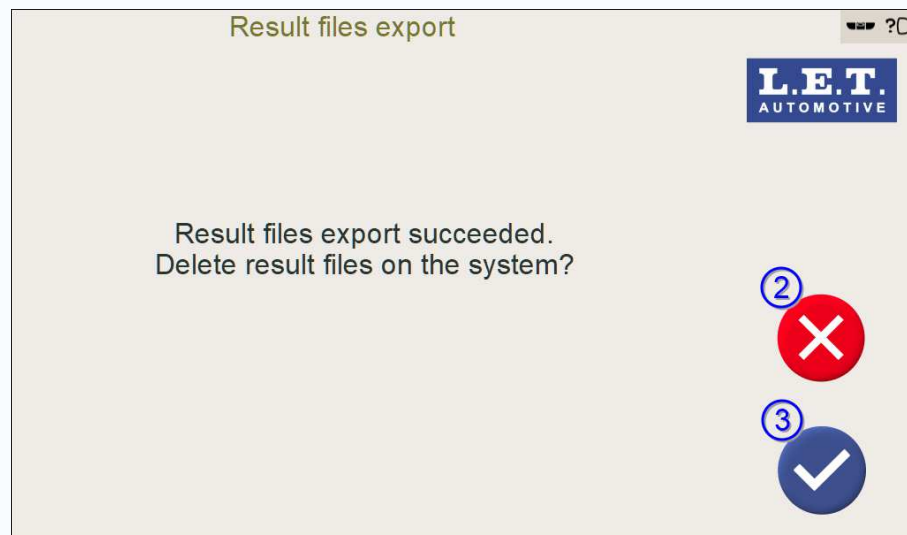 Result files export
?
L.E.T.
AUTOMOTIVE
Result files export succeeded.
Delete result files on the system?
2
3